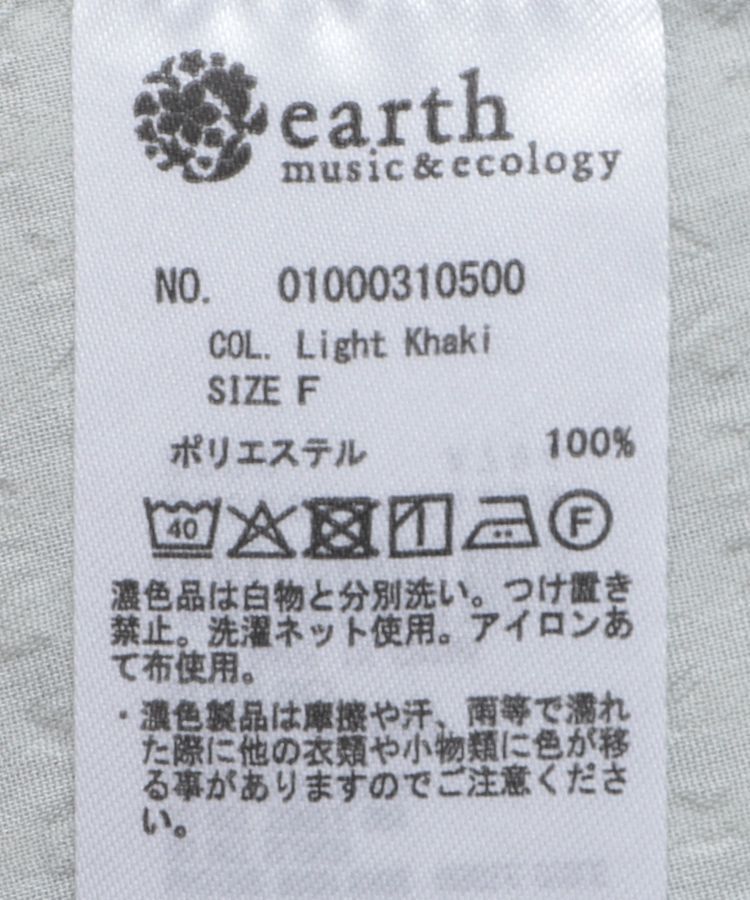 earth
music&ecology
NO. 01000310500
COL. Light Khaki
SIZE F
ポリエステル 100%
40 F
濃色品は白物と分別洗い。つけ置き
禁止。洗濯ネット使用。アイロンあ
て布使用。
・濃色製品は摩擦や汗、雨等で濡れ
た際に他の衣類や小物類に色が移
る事がありますのでご注意くださ
い。